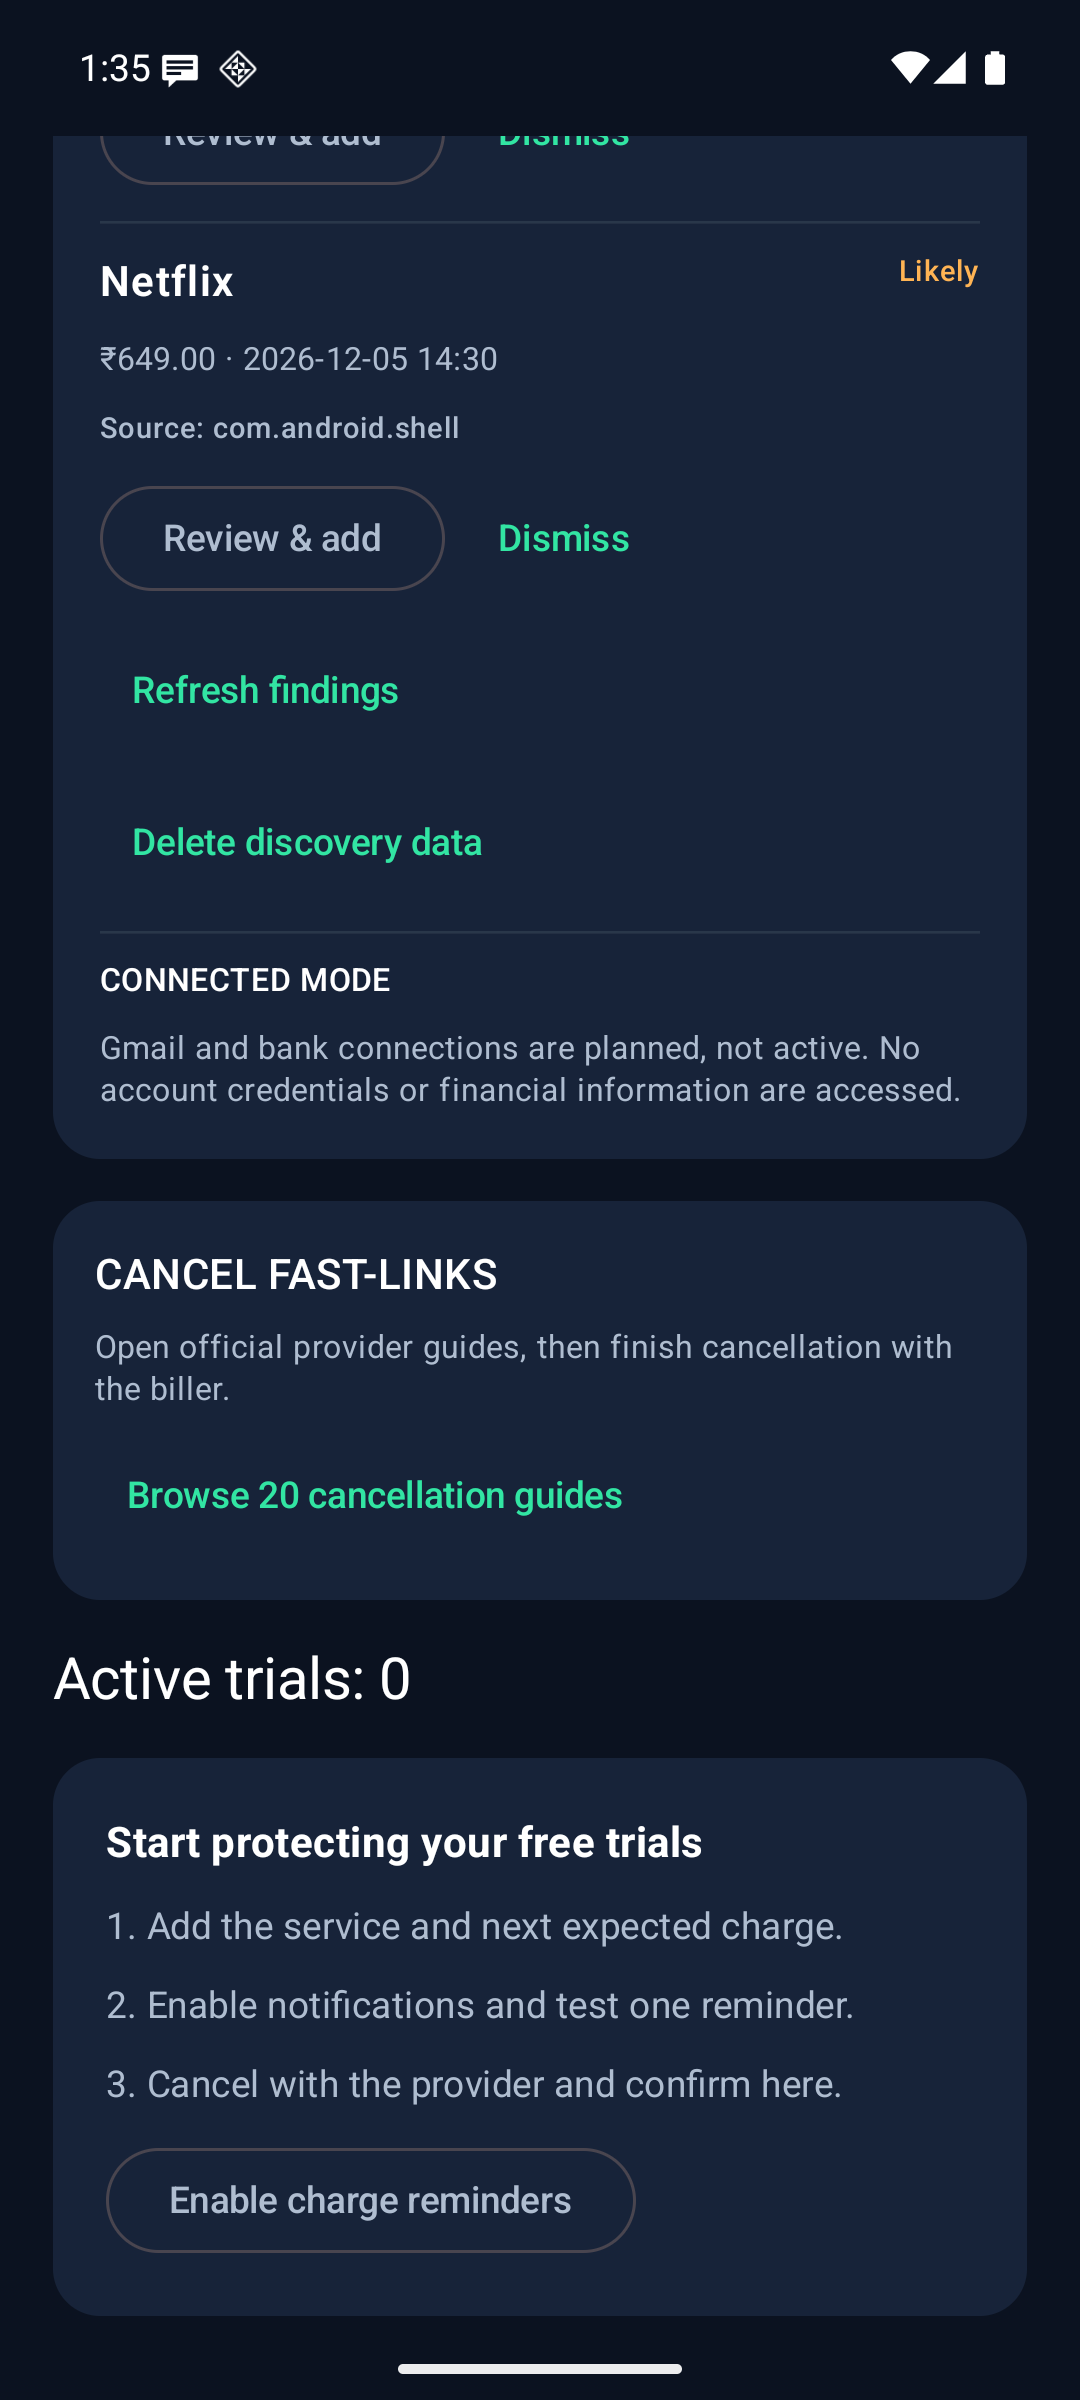 1:35
Review & add
Dismiss
Netflix
Likely
₹649.00 · 2026-12-05 14:30
Source: com.android.shell
Review & add
Dismiss
Refresh findings
Delete discovery data
CONNECTED MODE
Gmail and bank connections are planned, not active. No
account credentials or financial information are accessed.
CANCEL FAST-LINKS
Open official provider guides, then finish cancellation with
the biller.
Browse 20 cancellation guides
Active trials: 0
Start protecting your free trials
1. Add the service and next expected charge.
2. Enable notifications and test one reminder.
3. Cancel with the provider and confirm here.
Enable charge reminders